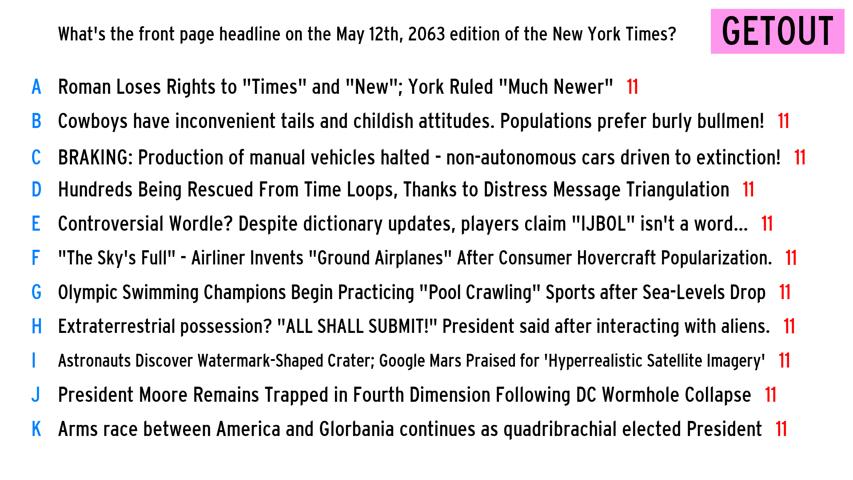 What's the front page headline on the May 12th, 2063 edition of the New York Times?
GETOUT
A Roman Loses Rights to "Times" and "New"; York Ruled "Much Newer" 11
B Cowboys have inconvenient tails and childish attitudes. Populations prefer burly bullmen! 11
C BRAKING: Production of manual vehicles halted - non-autonomous cars driven to extinction! 11
D Hundreds Being Rescued From Time Loops, Thanks to Distress Message Triangulation 11
E Controversial Wordle? Despite dictionary updates, players claim "IJBOL" isn't a word... 11
F "The Sky's Full" - Airliner Invents "Ground Airplanes" After Consumer Hovercraft Popularization. 11
G Olympic Swimming Champions Begin Practicing "Pool Crawling" Sports after Sea-Levels Drop 11
H Extraterrestrial possession? "ALL SHALL SUBMIT!" President said after interacting with aliens. 11
I Astronauts Discover Watermark-Shaped Crater; Google Mars Praised for 'Hyperrealistic Satellite Imagery' 11
J President Moore Remains Trapped in Fourth Dimension Following DC Wormhole Collapse 11
K Arms race between America and Glorbania continues as quadribrachial elected President 11